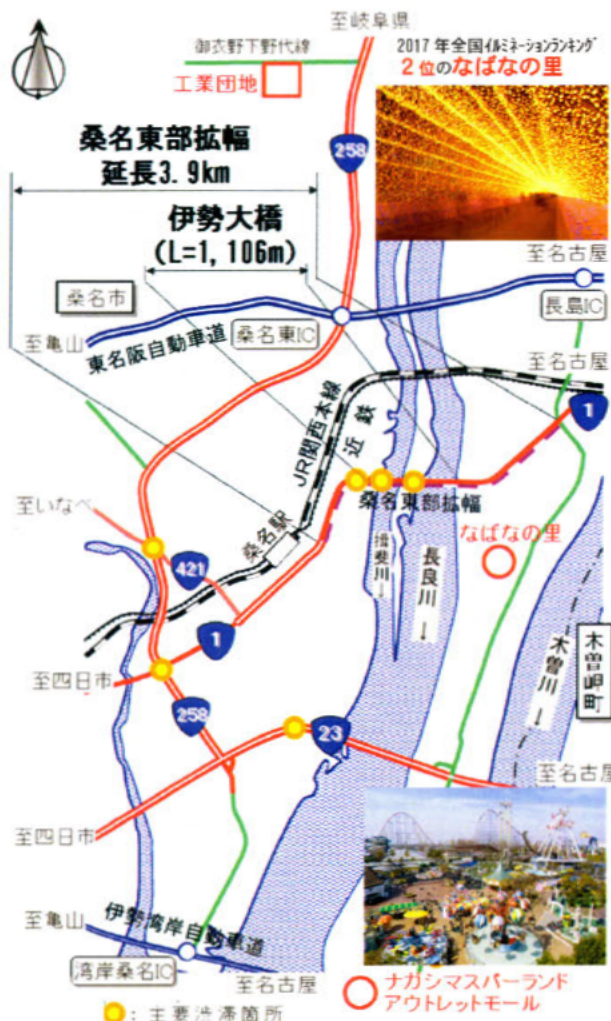 至岐阜県
御衣野下野代線
工業団地
2017年全国イルミネーションランキング
2位のなばなの里
桑名東部拡幅
延長3.9km
258
伊勢大橋
(L=1,106m)
至名古屋
桑名市
長島IC
桑名東IC
至亀山
東名阪自動車道
至名古屋
1
JR関西本線
近鉄
至いなべ
桑名駅
桑名東部拡幅
なばなの里
421
揖斐川→
長良川→
木曽川→
木曽岬町
1
至四日市
258
23
至名古屋
至四日市
至亀山
伊勢湾岸自動車道
湾岸桑名IC
至名古屋
ナガシマスパーランド
アウトレットモール
:主要渋滞箇所